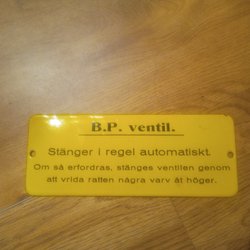 B.P. ventil.
Stänger i regel automatiskt.
Om så erfordras, stänges ventilen genom
att vrida ratten några varv åt höger.